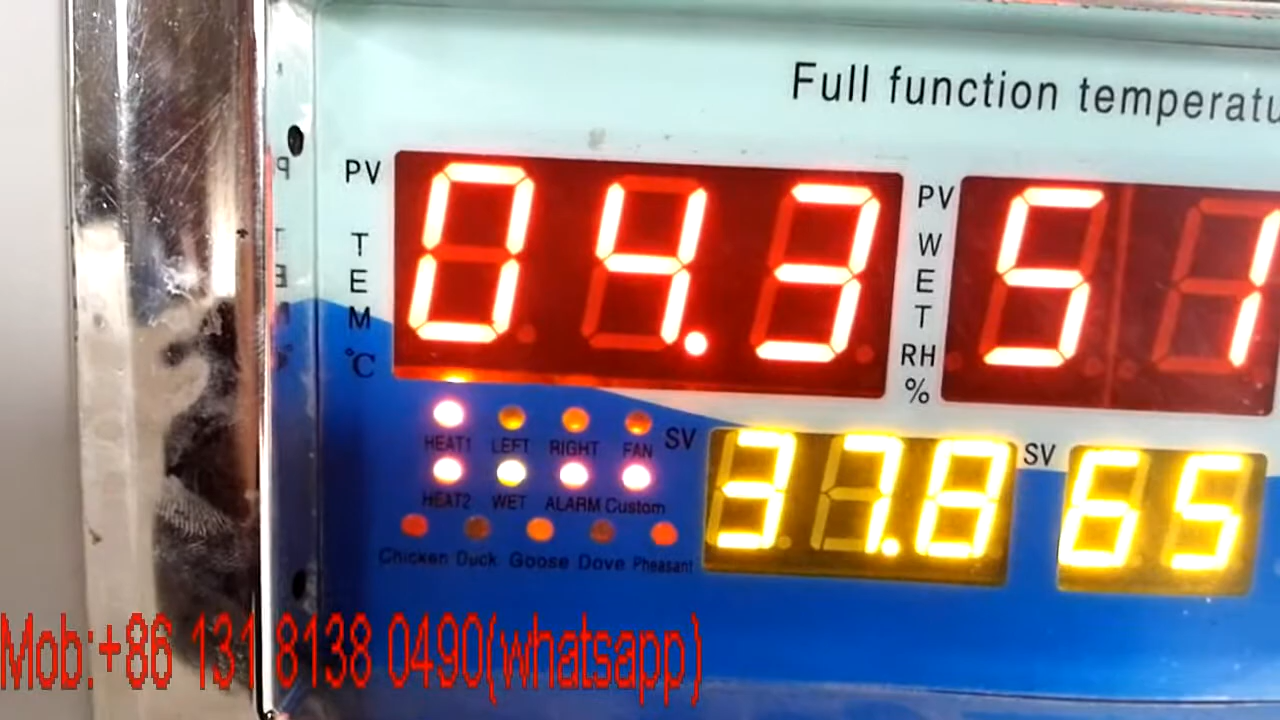 Full function temperatu
PV TEM °C
04.3
PV WET RH %
51
HEAT1 LEFT RIGHT FAN
HEAT2 WET ALARM Custom
SV
37.8
SV
65
Chicken Duck Goose Dove Pheasant
Mob:+86 131 8138 0490(whatsapp)